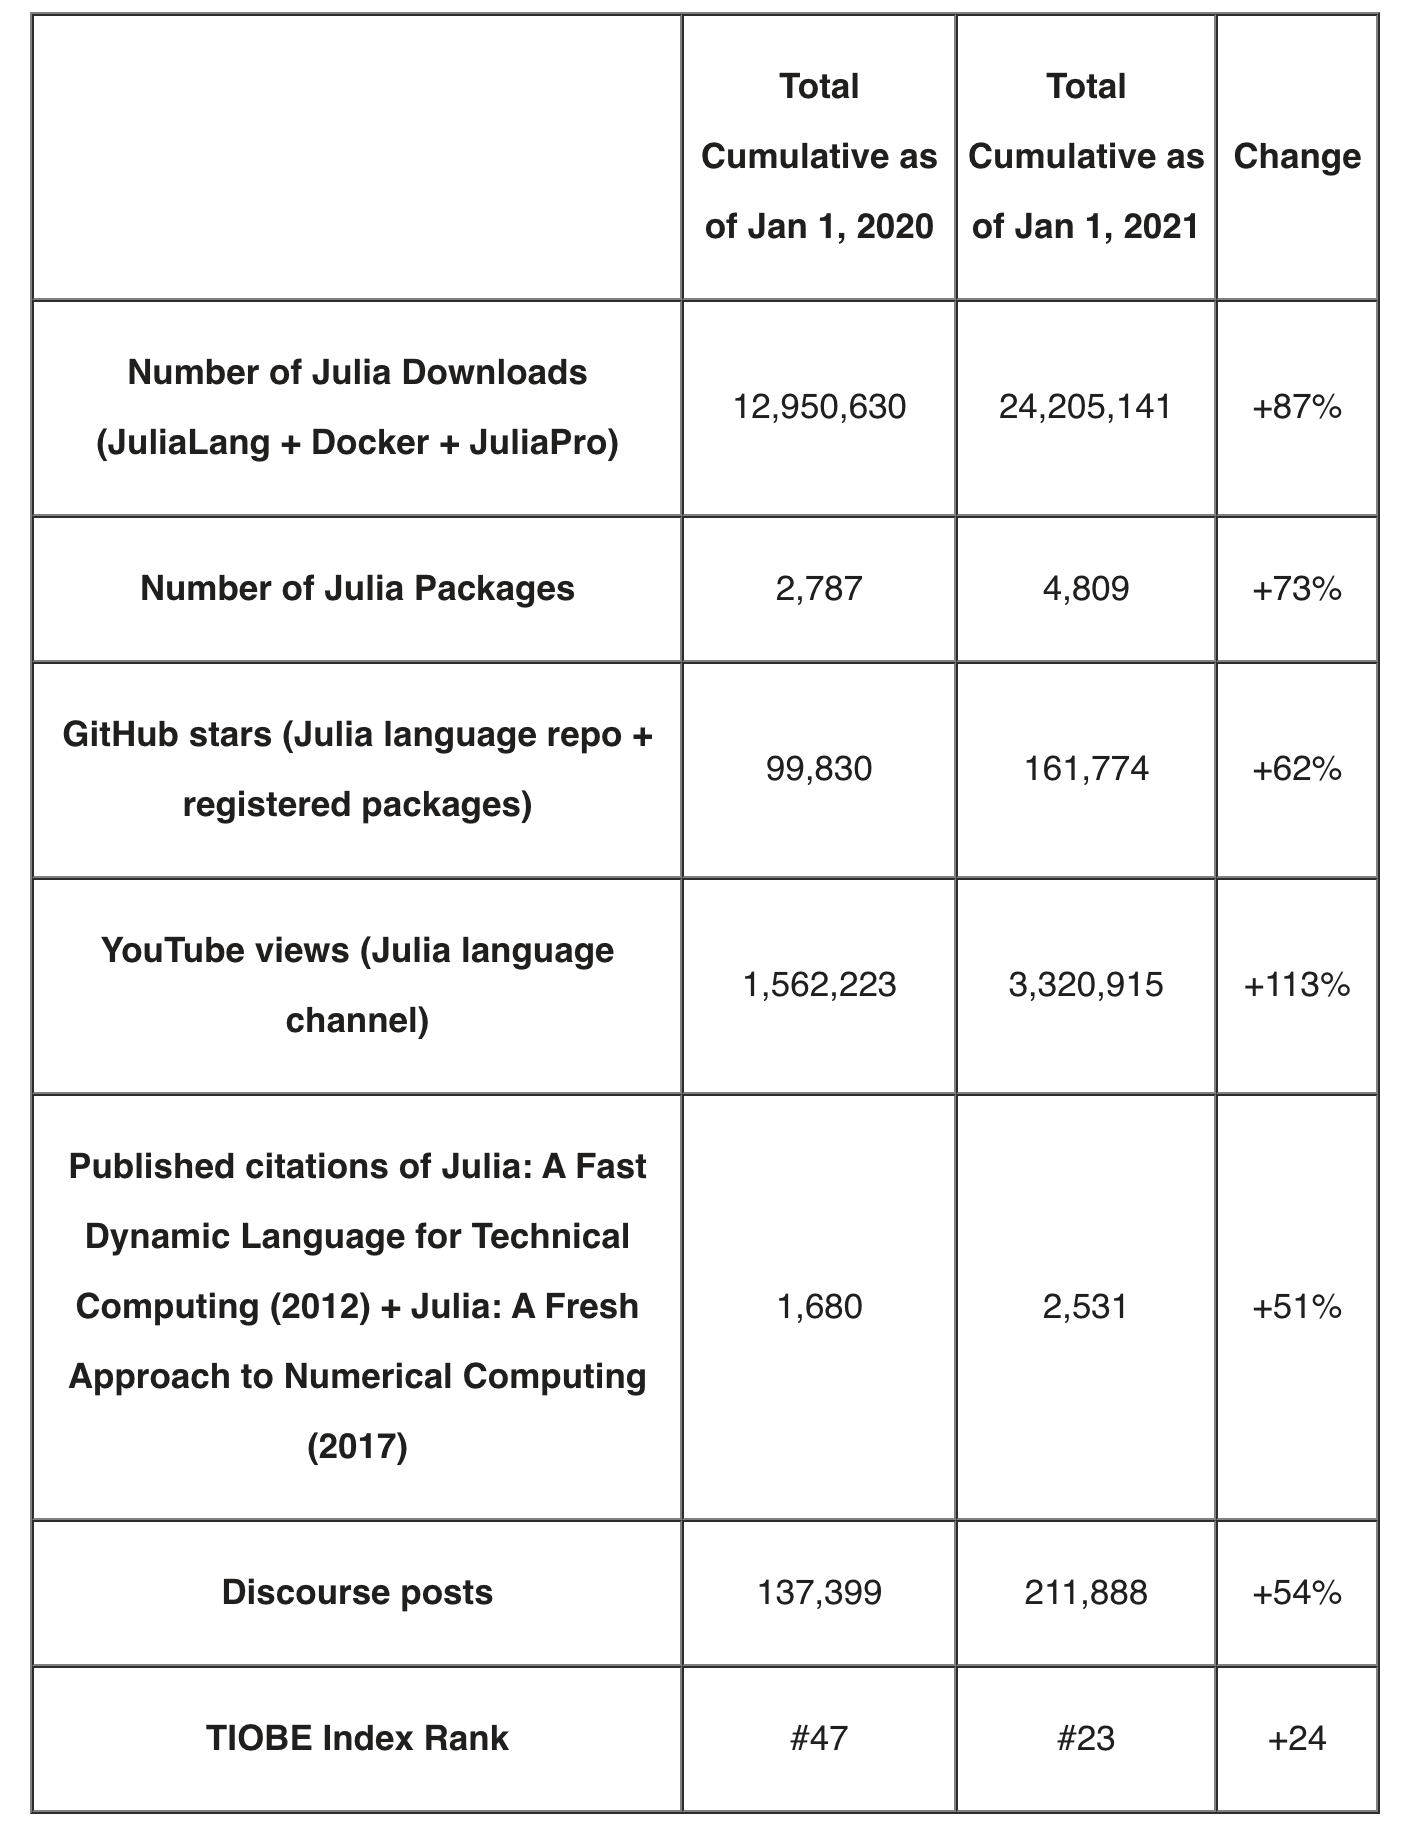 Total
Cumulative as
of Jan 1, 2020
Total
Cumulative as
of Jan 1, 2021
Change
Number of Julia Downloads
(JuliaLang + Docker + JuliaPro)
12,950,630
24,205,141
+87%
Number of Julia Packages
2,787
4,809
+73%
GitHub stars (Julia language repo +
registered packages)
99,830
161,774
+62%
YouTube views (Julia language
channel)
1,562,223
3,320,915
+113%
Published citations of Julia: A Fast
Dynamic Language for Technical
Computing (2012) + Julia: A Fresh
Approach to Numerical Computing
(2017)
1,680
2,531
+51%
Discourse posts
137,399
211,888
+54%
TIOBE Index Rank
#47
#23
+24